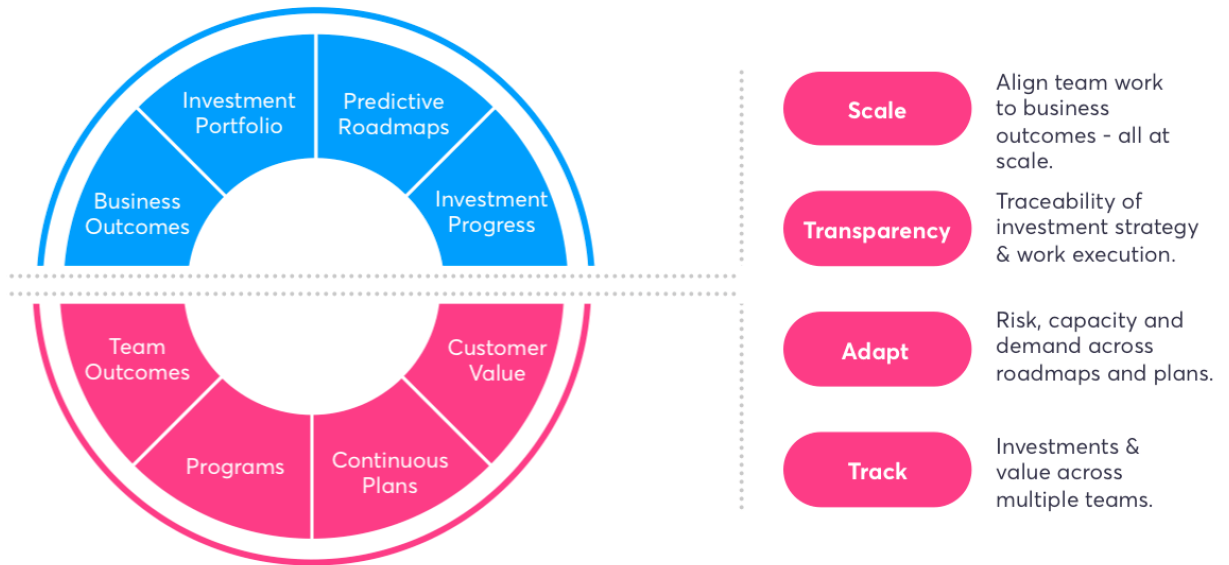 Investment
Portfolio
Predictive
Roadmaps
Business
Outcomes
Investment
Progress
Team
Outcomes
Customer
Value
Programs
Continuous
Plans
Scale
Align team work
to business
outcomes - all at
scale.
Transparency
Traceability of
investment strategy
& work execution.
Adapt
Risk, capacity and
demand across
roadmaps and plans.
Track
Investments &
value across
multiple teams.